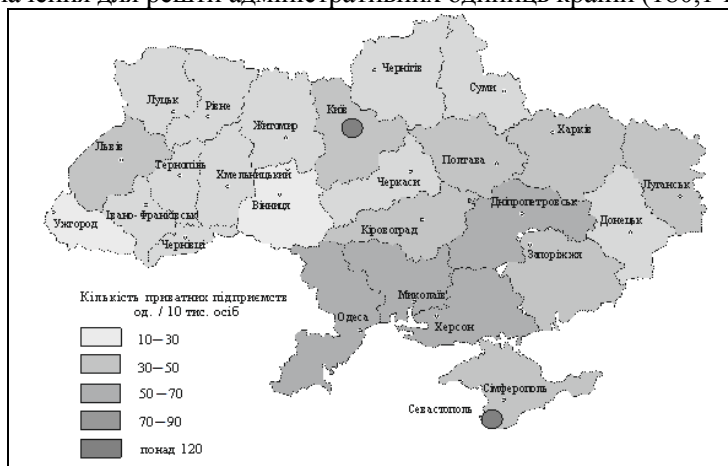 ачення для решти адміністративних одиниць країни (180,1
Чернігів
Луцьк
Рівне
Суми
Київ
Житомир
Львів
Харків
Тернопіль
Полтава
Хмельницький
Черкаси
Луганськ
Вінниця
Дніпропетровськ
Івано-Франківськ
Ужгород
Донецьк
Чернівці
Кіровоград
Запоріжжя
Кількість приватних підприємств
од. / 10 тис. осіб
Миколаїв
Одеса
Херсон
10–30
30–50
50–70
70–90
понад 120
Сімферополь
Севастополь